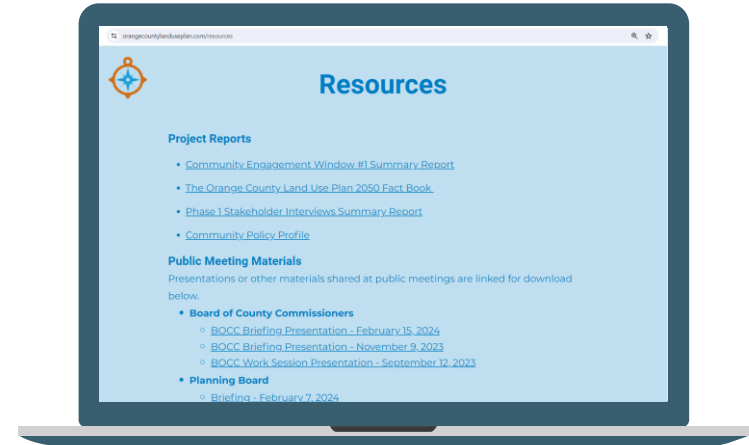 orangecountylanduseplan.com/resources
Resources
Project Reports
• Community Engagement Window #1 Summary Report
• The Orange County Land Use Plan 2050 Fact Book
• Phase 1 Stakeholder Interviews Summary Report
• Community Policy Profile
Public Meeting Materials
Presentations or other materials shared at public meetings are linked for download
below.
• Board of County Commissioners
○ BOCC Briefing Presentation - February 15, 2024
○ BOCC Briefing Presentation - November 9, 2023
○ BOCC Work Session Presentation - September 12, 2023
• Planning Board
○ Briefing - February 7, 2024